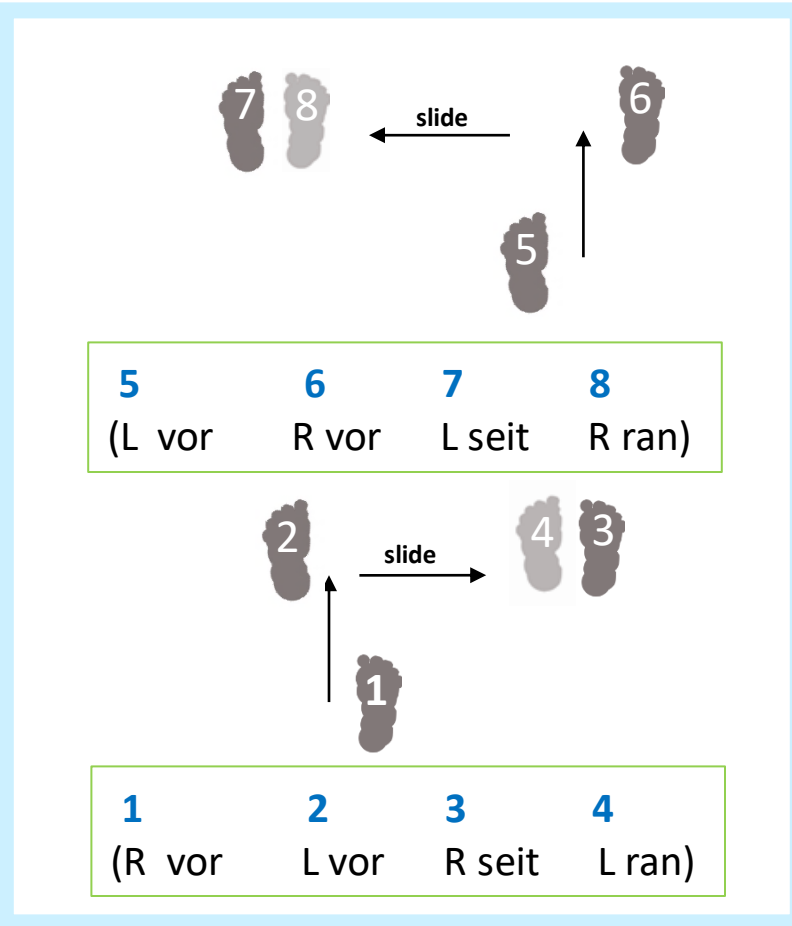 7 8 slide 6
5
5 6 7 8
(L vor R vor L seit R ran)
2 slide 4 3
1
1 2 3 4
(R vor L vor R seit L ran)